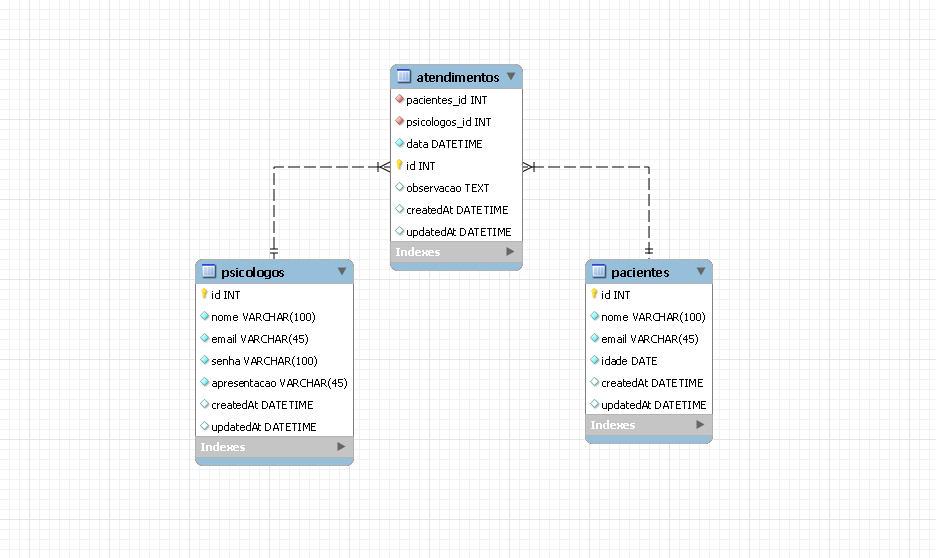 atendimentos
pacientes_id INT
psicologos_id INT
data DATETIME
id INT
observacao TEXT
createdAt DATETIME
updatedAt DATETIME
Indexes
psicologos
id INT
nome VARCHAR(100)
email VARCHAR(45)
senha VARCHAR(100)
apresentacao VARCHAR(45)
createdAt DATETIME
updatedAt DATETIME
Indexes
pacientes
id INT
nome VARCHAR(100)
email VARCHAR(45)
idade DATE
createdAt DATETIME
updatedAt DATETIME
Indexes